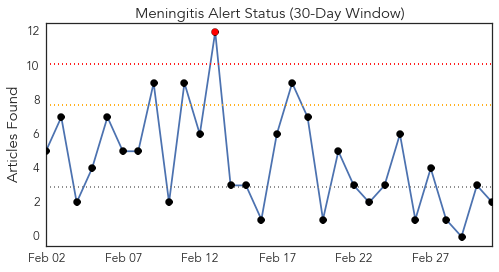 Meningitis Alert Status (30-Day Window)
Articles Found
12
10
8
6
4
2
0
Feb 02 Feb 07 Feb 12 Feb 17 Feb 22 Feb 27